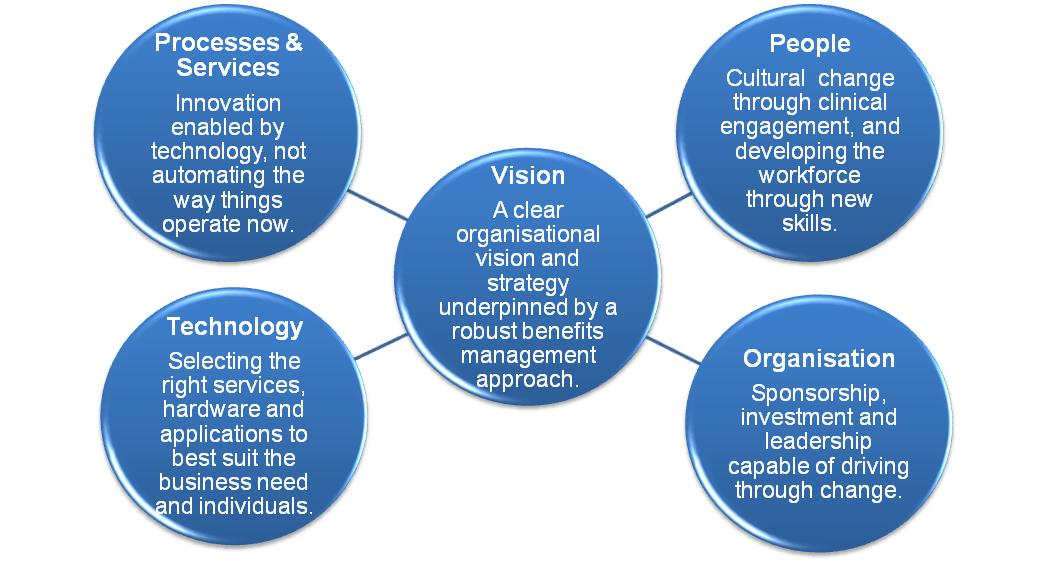 Processes &
Services
Innovation
enabled by
technology, not
automating the
way things
operate now.
People
Cultural change
through clinical
engagement, and
developing the
workforce
through new
skills.
Vision
A clear
organisational
vision and
strategy
underpinned by a
robust benefits
management
approach.
Technology
Selecting the
right services,
hardware and
applications to
best suit the
business need
and individuals.
Organisation
Sponsorship,
investment and
leadership
capable of driving
through change.